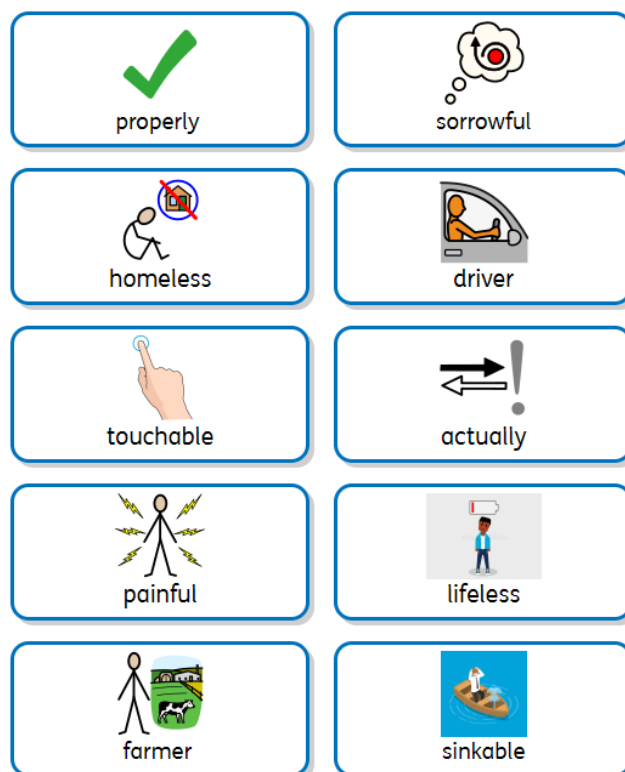 properly
sorrowful
homeless
driver
touchable
actually
painful
lifeless
farmer
sinkable